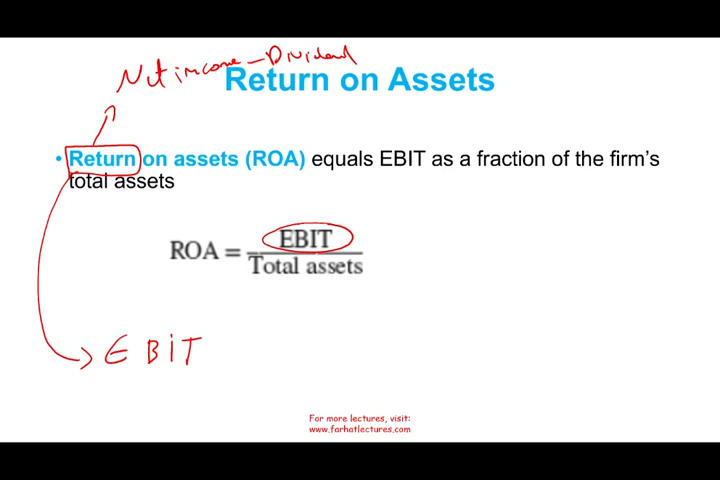 Net income - Dividend
Return on Assets
• Return on assets (ROA) equals EBIT as a fraction of the firm's
total assets
ROA = EBIT
Total assets
EBIT
For more lectures, visit:
www.farhatlectures.com